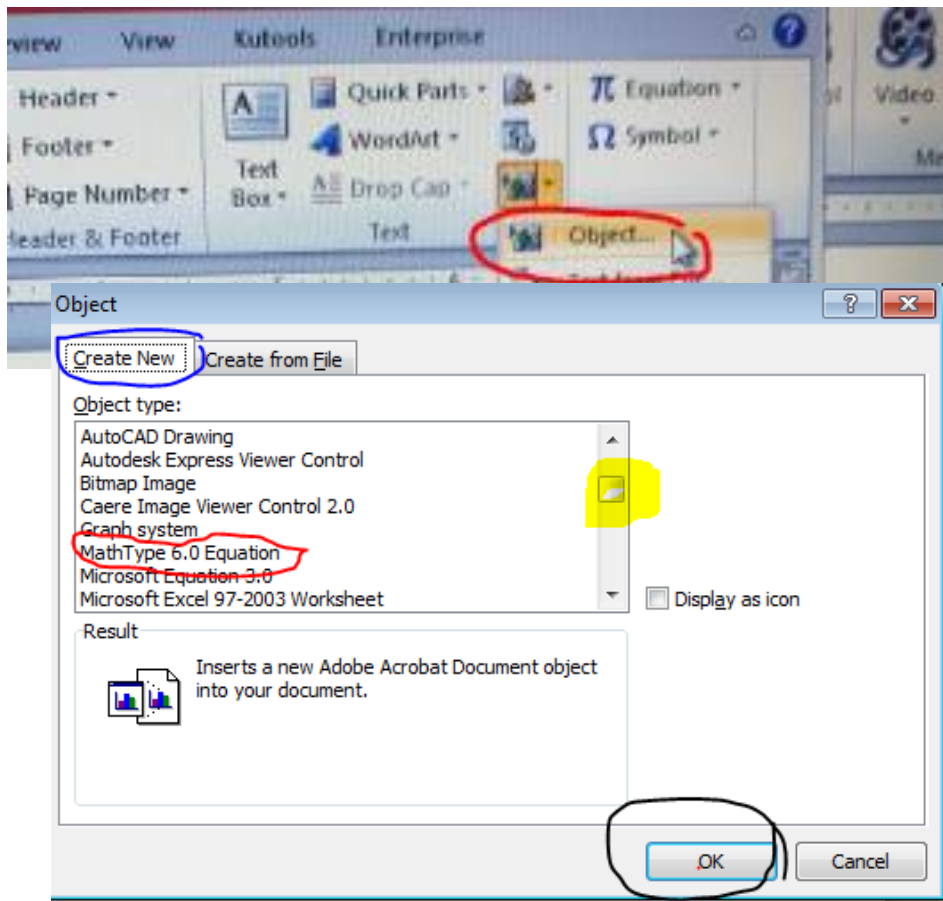 view View Kutools Enterprise
Header
Footer
Page Number
Header & Footer
A
Text
Box
Quick Parts
WordArt
A Drop Cap
Text
π Equation
Ω Symbol
Object...
Video
Me
Object
Create New Create from File
Object type:
AutoCAD Drawing
Autodesk Express Viewer Control
Bitmap Image
Caere Image Viewer Control 2.0
Graph system
MathType 6.0 Equation
Microsoft Equation 3.0
Microsoft Excel 97-2003 Worksheet
Display as icon
Result
Inserts a new Adobe Acrobat Document object
into your document.
OK Cancel